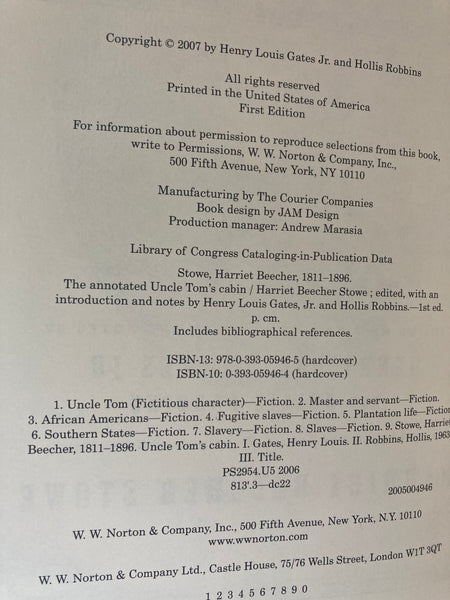 Copyright © 2007 by Henry Louis Gates Jr. and Hollis Robbins
All rights reserved
Printed in the United States of America
First Edition
For information about permission to reproduce selections from this book,
write to Permissions, W. W. Norton & Company, Inc.,
500 Fifth Avenue, New York, NY 10110
Manufacturing by The Courier Companies
Book design by JAM Design
Production manager: Andrew Marasia
Library of Congress Cataloging-in-Publication Data
Stowe, Harriet Beecher, 1811–1896.
The annotated Uncle Tom's cabin / Harriet Beecher Stowe ; edited, with an
introduction and notes by Henry Louis Gates, Jr. and Hollis Robbins.—1st ed.
p. cm.
Includes bibliographical references.
ISBN-13: 978-0-393-05946-5 (hardcover)
ISBN-10: 0-393-05946-4 (hardcover)
1. Uncle Tom (Fictitious character)—Fiction. 2. Master and servant—Fiction.
3. African Americans—Fiction. 4. Fugitive slaves—Fiction. 5. Plantation life—Fiction
6. Southern States—Fiction. 7. Slavery—Fiction. 8. Slaves—Fiction. 9. Stowe, Harriet
Beecher, 1811–1896. Uncle Tom's cabin. I. Gates, Henry Louis. II. Robbins, Hollis, 1963
III. Title.
PS2954.U5 2006
813'.3—dc22
2005004946
W. W. Norton & Company, Inc., 500 Fifth Avenue, New York, N.Y. 10110
www.wwnorton.com
W. W. Norton & Company Ltd., Castle House, 75/76 Wells Street, London W1T 3QT
1 2 3 4 5 6 7 8 9 0